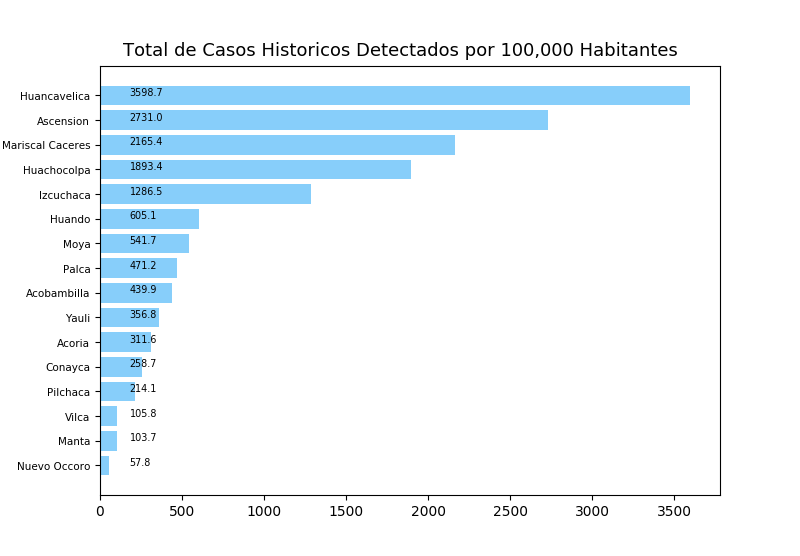 Total de Casos Historicos Detectados por 100,000 Habitantes
Huancavelica 3598.7
Ascension 2731.0
Mariscal Caceres 2165.4
Huachocolpa 1893.4
Izcuchaca 1286.5
Huando 605.1
Moya 541.7
Palca 471.2
Acobambilla 439.9
Yauli 356.8
Acoria 311.6
Conayca 258.7
Pilchaca 214.1
Vilca 105.8
Manta 103.7
Nuevo Occoro 57.8
0 500 1000 1500 2000 2500 3000 3500